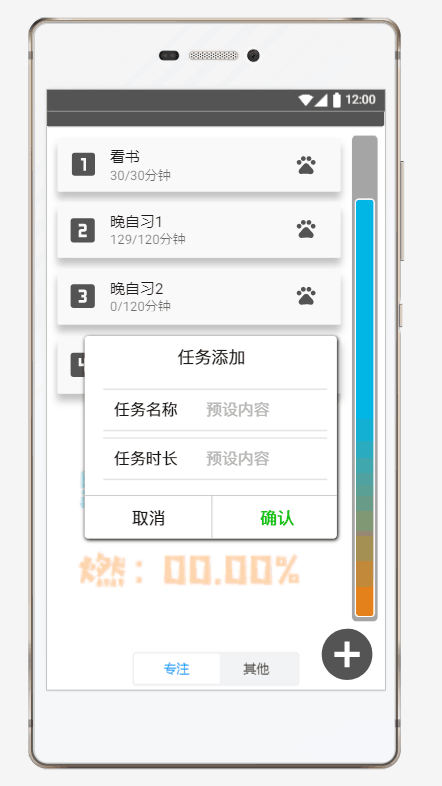 12:00
1
看书
30/30分钟
2
晚自习1
129/120分钟
3
晚自习2
0/120分钟
任务添加
任务名称 预设内容
任务时长 预设内容
取消 确认
燃：00.00%
专注 其他